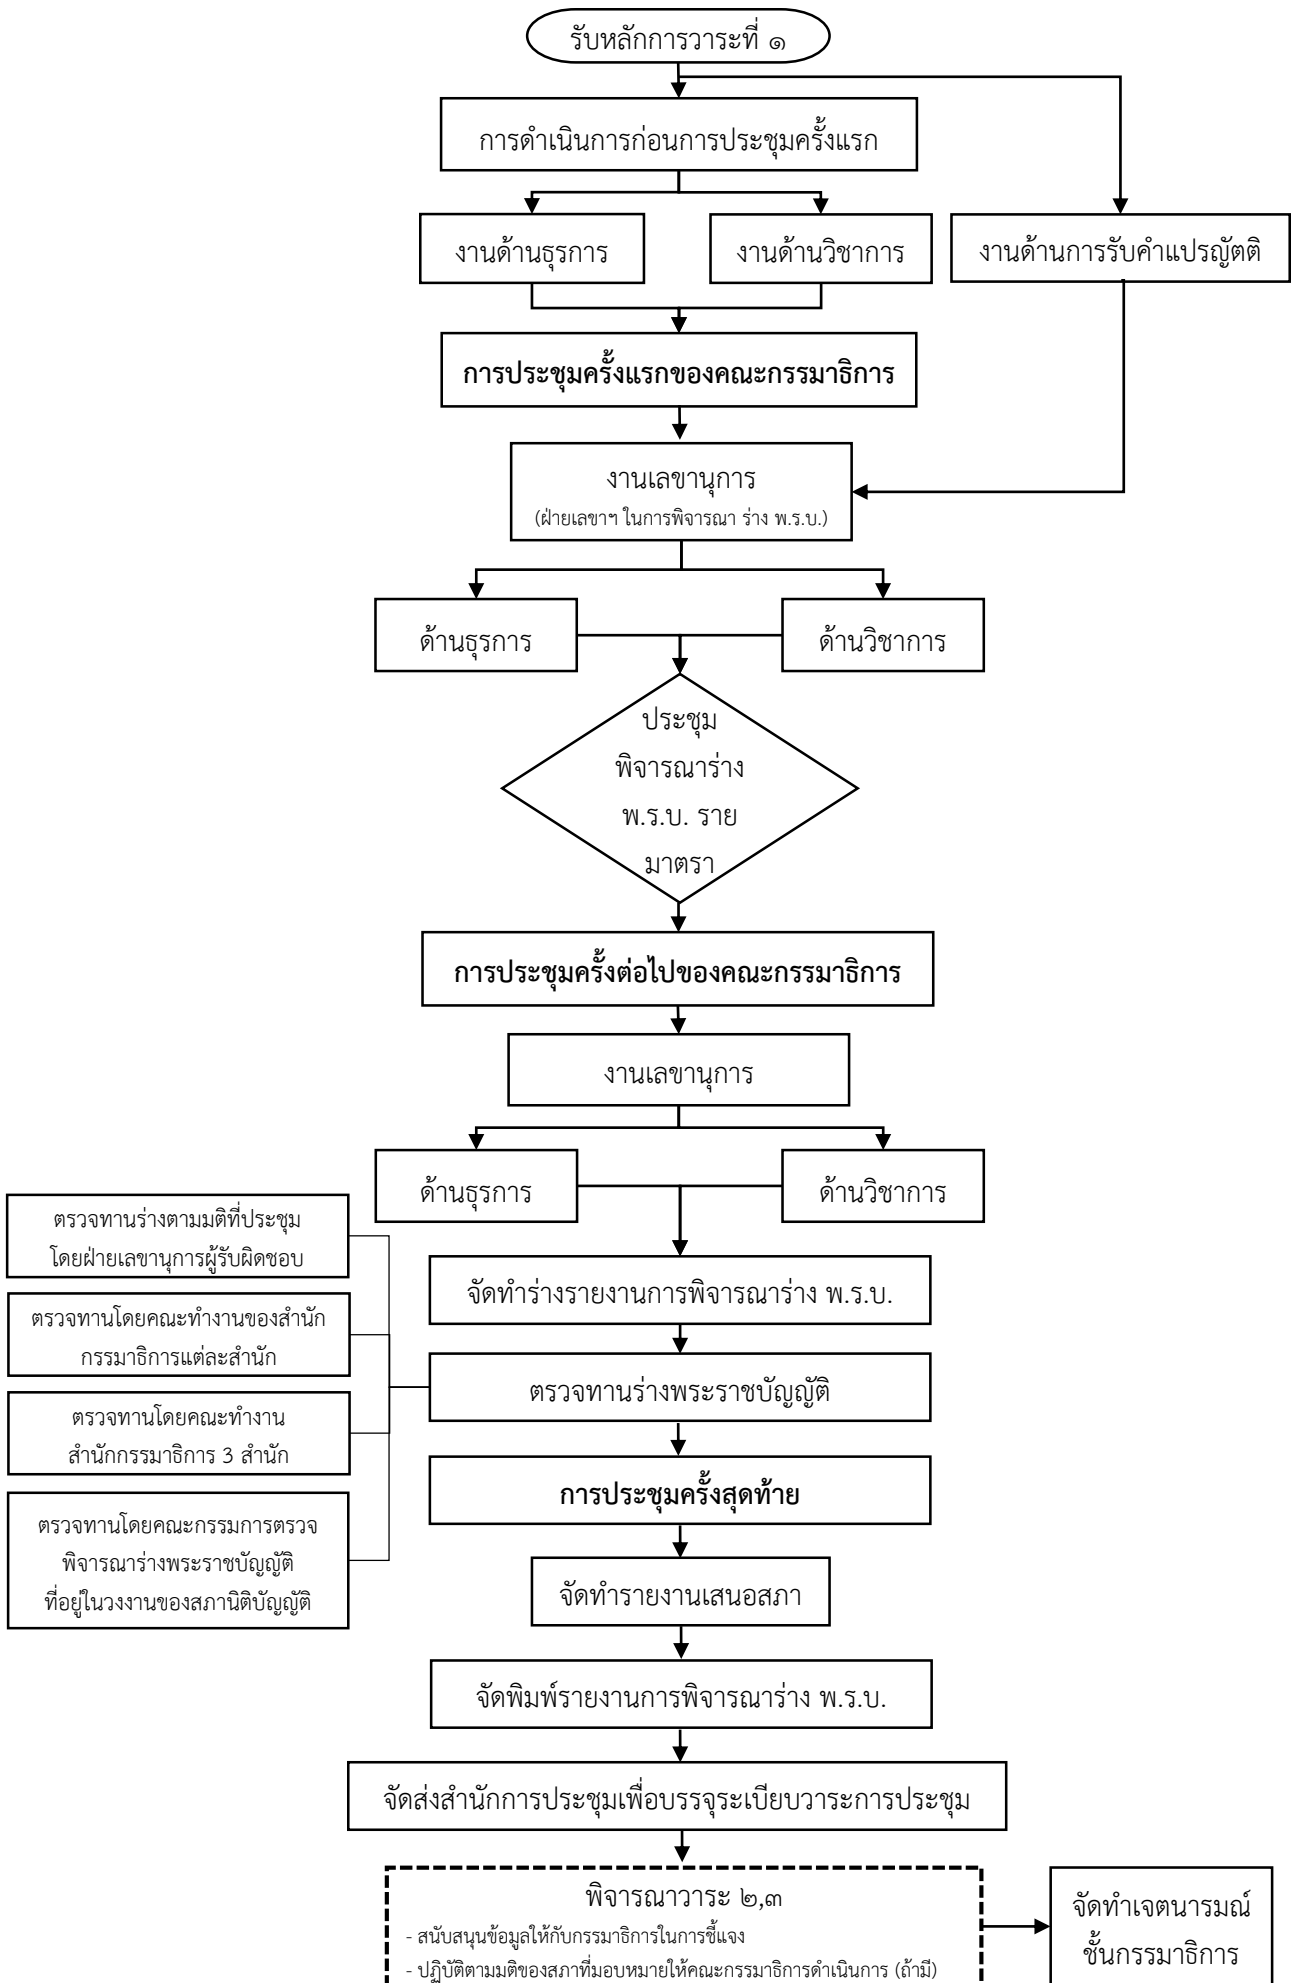 รับหลักการวาระที่ ๑
การดำเนินการก่อนการประชุมครั้งแรก
งานด้านธุรการ
งานด้านวิชาการ
งานด้านการรับคำแปรญัตติ
การประชุมครั้งแรกของคณะกรรมาธิการ
งานเลขานุการ
(ฝ่ายเลขาฯ ในการพิจารณา ร่าง พ.ร.บ.)
ด้านธุรการ
ด้านวิชาการ
ประชุม
พิจารณาร่าง
พ.ร.บ. ราย
มาตรา
การประชุมครั้งต่อไปของคณะกรรมาธิการ
งานเลขานุการ
ด้านธุรการ
ด้านวิชาการ
ตรวจทานร่างตามมติที่ประชุม
โดยฝ่ายเลขานุการผู้รับผิดชอบ
ตรวจทานโดยคณะทำงานของสำนัก
กรรมาธิการแต่ละสำนัก
ตรวจทานโดยคณะทำงาน
สำนักกรรมาธิการ 3 สำนัก
ตรวจทานโดยคณะกรรมการตรวจ
พิจารณาร่างพระราชบัญญัติ
ที่อยู่ในวงงานของสภานิติบัญญัติ
จัดทำร่างรายงานการพิจารณาร่าง พ.ร.บ.
ตรวจทานร่างพระราชบัญญัติ
การประชุมครั้งสุดท้าย
จัดทำรายงานเสนอสภา
จัดพิมพ์รายงานการพิจารณาร่าง พ.ร.บ.
จัดส่งสำนักการประชุมเพื่อบรรจุระเบียบวาระการประชุม
พิจารณาวาระ ๒,๓
- สนับสนุนข้อมูลให้กับกรรมาธิการในการชี้แจง
- ปฏิบัติตามมติของสภาที่มอบหมายให้คณะกรรมาธิการดำเนินการ (ถ้ามี)
จัดทำเจตนารมณ์
ชั้นกรรมาธิการ